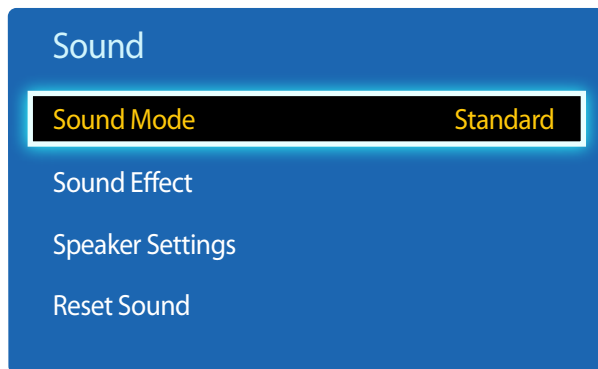 Sound
Sound Mode Standard
Sound Effect
Speaker Settings
Reset Sound